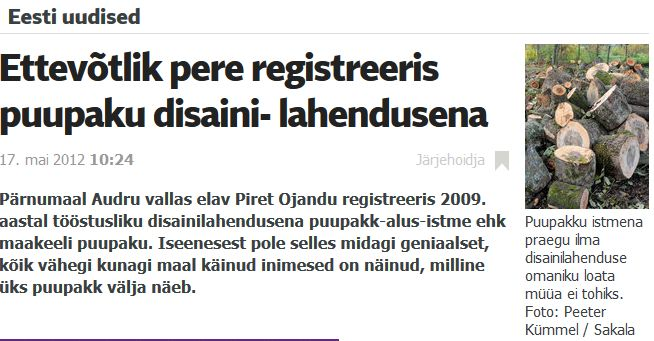 Eesti uudised
Ettevõtlik pere registreeris
puupaku disaini- lahendusena
17. mai 2012 10:24
Järjehoidja
Pärnumaal Audru vallas elav Piret Ojandu registreeris 2009.
aastal tööstusliku disainilahendusena puupakk-alus-istme ehk
maakeeli puupaku. Iseenesest pole selles midagi geniaalset,
kõik vähegi kunagi maal käinud inimesed on näinud, milline
üks puupakk välja näeb.
Puupakku istmena
praegu ilma
disainilahenduse
omaniku loata
müüa ei tohiks.
Foto: Peeter
Kümmel / Sakala